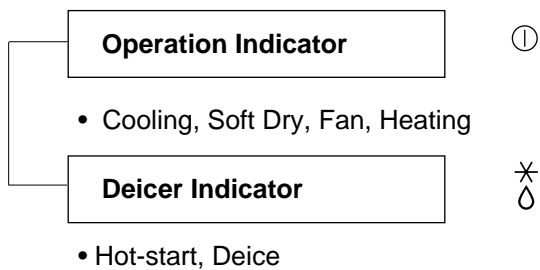 Operation Indicator
• Cooling, Soft Dry, Fan, Heating
Deicer Indicator
• Hot-start, Deice